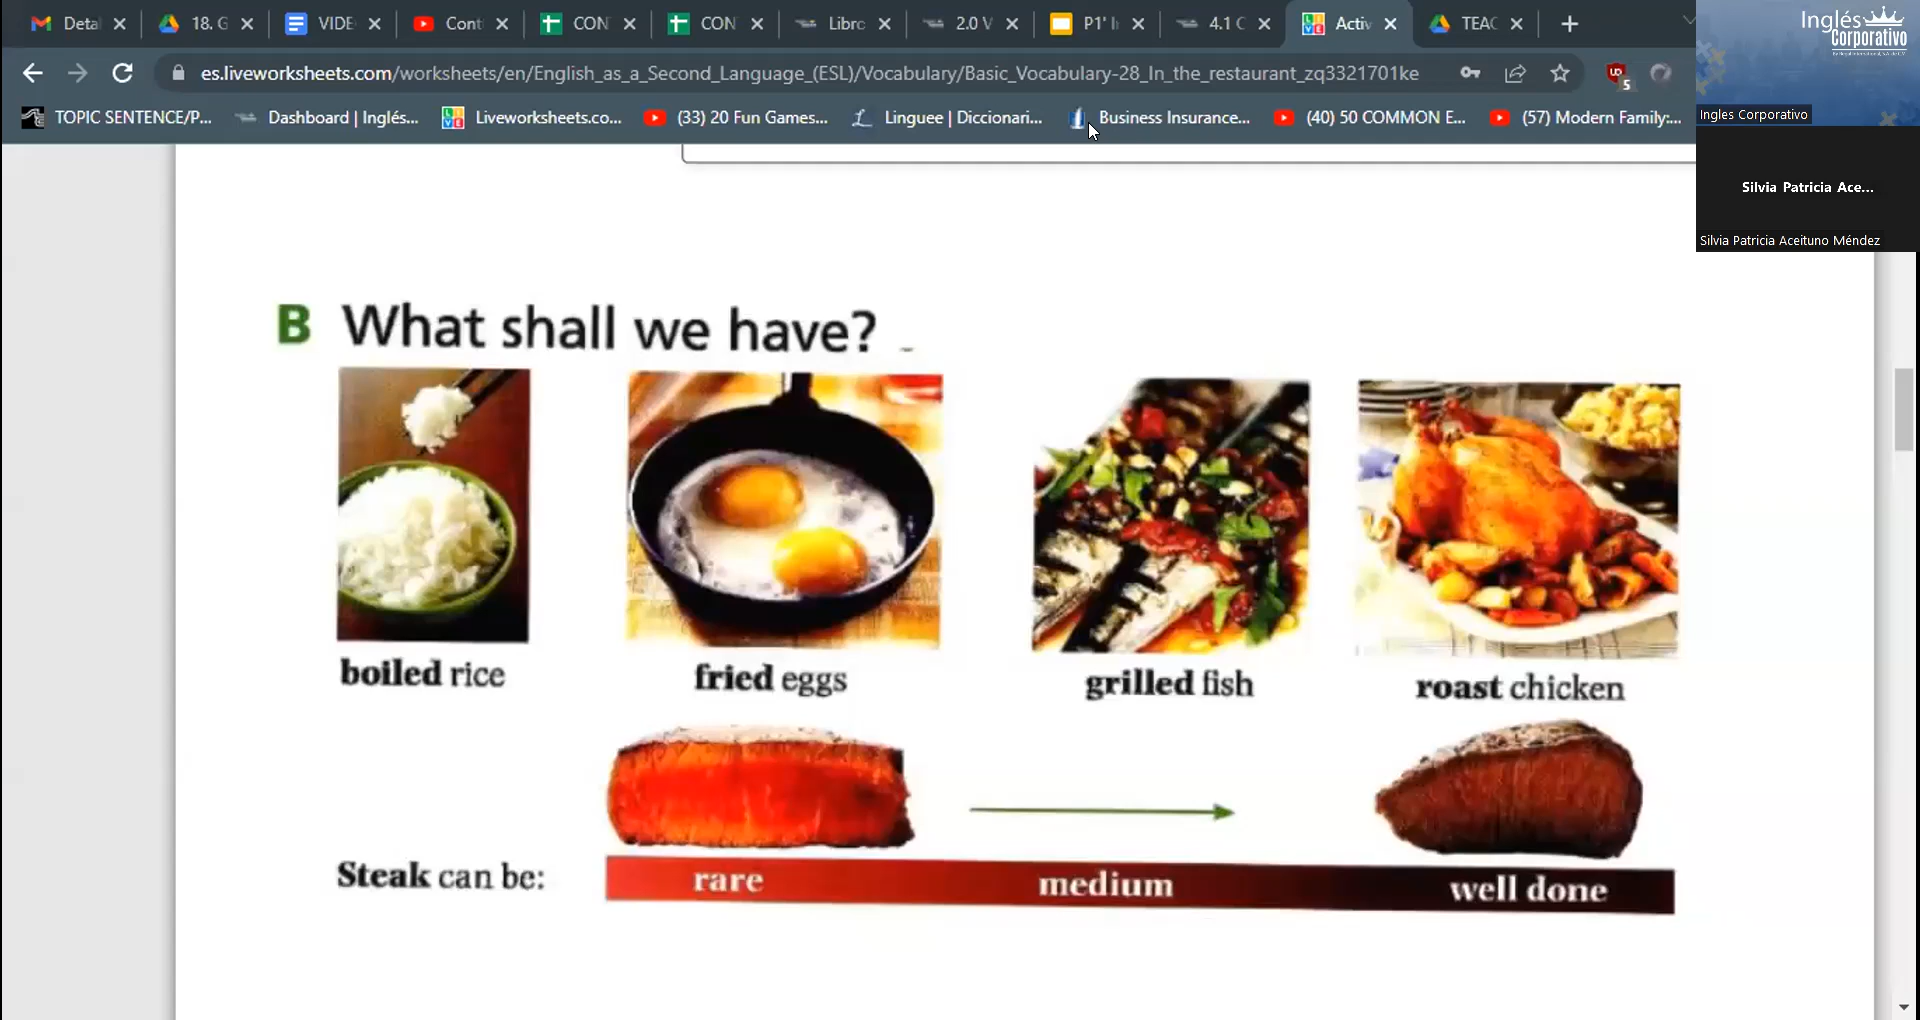 Detai
18. G
VIDE
Cont
CON
CON
Libro
2.0 V
P1' I
4.1 C
Activ
TEAC
es.liveworksheets.com/worksheets/en/English_as_a_Second_Language_(ESL)/Vocabulary/Basic_Vocabulary-28_In_the_restaurant_zq3321701ke
5
TOPIC SENTENCE/P...
Dashboard | Inglés...
Liveworksheets.co...
(33) 20 Fun Games...
Linguee | Diccionari...
Business Insurance...
(40) 50 COMMON E...
(57) Modern Family:...
Inglés
Corporativo
Ingles Corporativo
Silvia Patricia Ace...
Silvia Patricia Aceituno Méndez
B What shall we have?
boiled rice
fried eggs
grilled fish
roast chicken
Steak can be:
rare
medium
well done